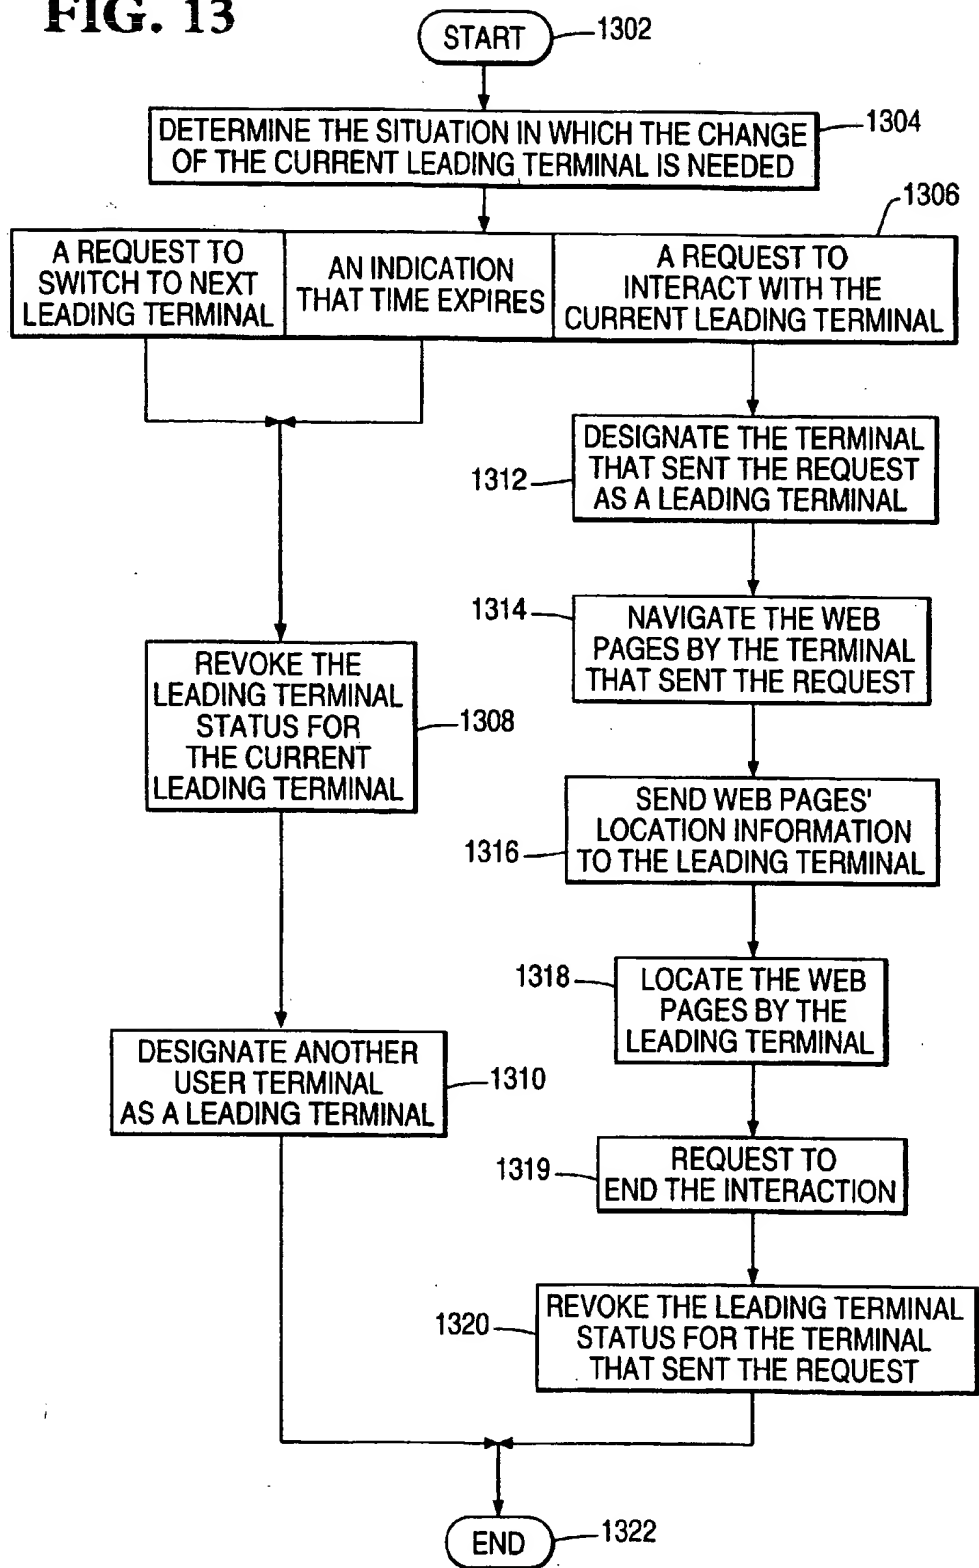 FIG. 13
START
1302
DETERMINE THE SITUATION IN WHICH THE CHANGE
OF THE CURRENT LEADING TERMINAL IS NEEDED
1304
1306
A REQUEST TO
SWITCH TO NEXT
LEADING TERMINAL
AN INDICATION
THAT TIME EXPIRES
A REQUEST TO
INTERACT WITH THE
CURRENT LEADING TERMINAL
1312
DESIGNATE THE TERMINAL
THAT SENT THE REQUEST
AS A LEADING TERMINAL
1314
NAVIGATE THE WEB
PAGES BY THE TERMINAL
THAT SENT THE REQUEST
REVOKE THE
LEADING TERMINAL
STATUS FOR
THE CURRENT
LEADING TERMINAL
1308
1316
SEND WEB PAGES'
LOCATION INFORMATION
TO THE LEADING TERMINAL
1318
LOCATE THE WEB
PAGES BY THE
LEADING TERMINAL
DESIGNATE ANOTHER
USER TERMINAL
AS A LEADING TERMINAL
1310
1319
REQUEST TO
END THE INTERACTION
1320
REVOKE THE LEADING TERMINAL
STATUS FOR THE TERMINAL
THAT SENT THE REQUEST
END
1322